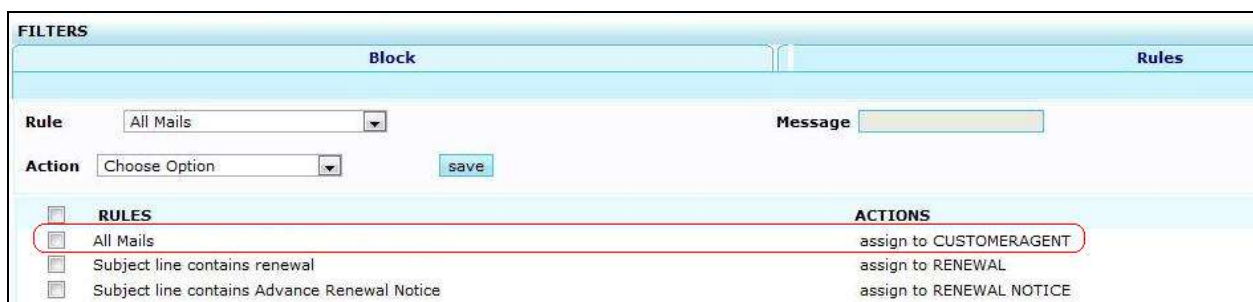 FILTERS
Block Rules
Rule All Mails Message
Action Choose Option save
RULES ACTIONS
All Mails assign to CUSTOMERAGENT
Subject line contains renewal assign to RENEWAL
Subject line contains Advance Renewal Notice assign to RENEWAL NOTICE